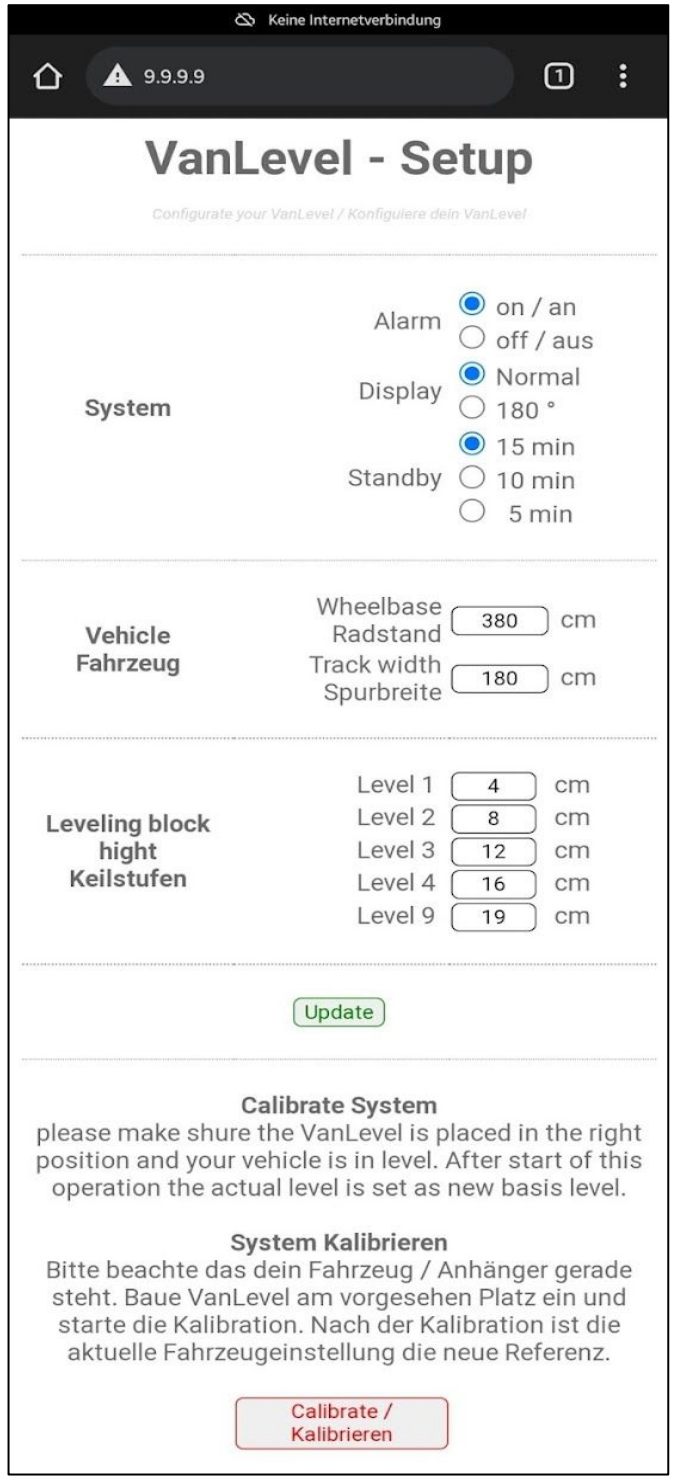 Keine Internetverbindung
9.9.9.9
1
VanLevel - Setup
Configurate your VanLevel / Konfiguiere dein VanLevel
System
Alarm
on / an
off / aus
Display
Normal
180 °
Standby
15 min
10 min
5 min
Vehicle
Fahrzeug
Wheelbase
Radstand
380 cm
Track width
Spurbreite
180 cm
Leveling block
hight
Keilstufen
Level 1 4 cm
Level 2 8 cm
Level 3 12 cm
Level 4 16 cm
Level 9 19 cm
Update
Calibrate System
please make shure the VanLevel is placed in the right
position and your vehicle is in level. After start of this
operation the actual level is set as new basis level.
System Kalibrieren
Bitte beachte das dein Fahrzeug / Anhänger gerade
steht. Baue VanLevel am vorgesehen Platz ein und
starte die Kalibration. Nach der Kalibration ist die
aktuelle Fahrzeugeinstellung die neue Referenz.
Calibrate /
Kalibrieren